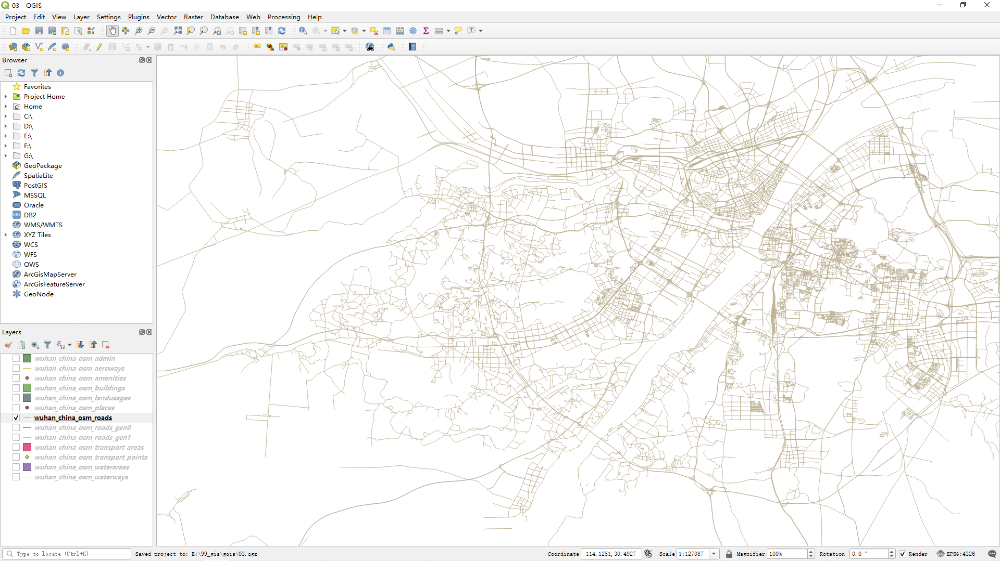 03 - QGIS
Project Edit View Layer Settings Plugins Vector Raster Database Web Processing Help
Browser
Favorites
Project Home
Home
C:\
D:\
E:\
F:\
G:\
GeoPackage
SpatiaLite
PostGIS
MSSQL
Oracle
DB2
WMS/WMTS
XYZ Tiles
WCS
WFS
OWS
ArcGisMapServer
ArcGisFeatureServer
GeoNode
Layers
wuhan_china_osm_admin
wuhan_china_osm_aeroways
wuhan_china_osm_amenities
wuhan_china_osm_buildings
wuhan_china_osm_landusages
wuhan_china_osm_places
wuhan_china_osm_roads
wuhan_china_osm_roads_gen0
wuhan_china_osm_roads_gen1
wuhan_china_osm_transport_areas
wuhan_china_osm_transport_points
wuhan_china_osm_waterareas
wuhan_china_osm_waterways
Type to locate (Ctrl+K) Saved project to: E:\99_gis\qgis\03.qgz Coordinate 114.1251,30.4927 Scale 1:127087 Magnifier 100% Rotation 0.0 ° Render EPSG:4326